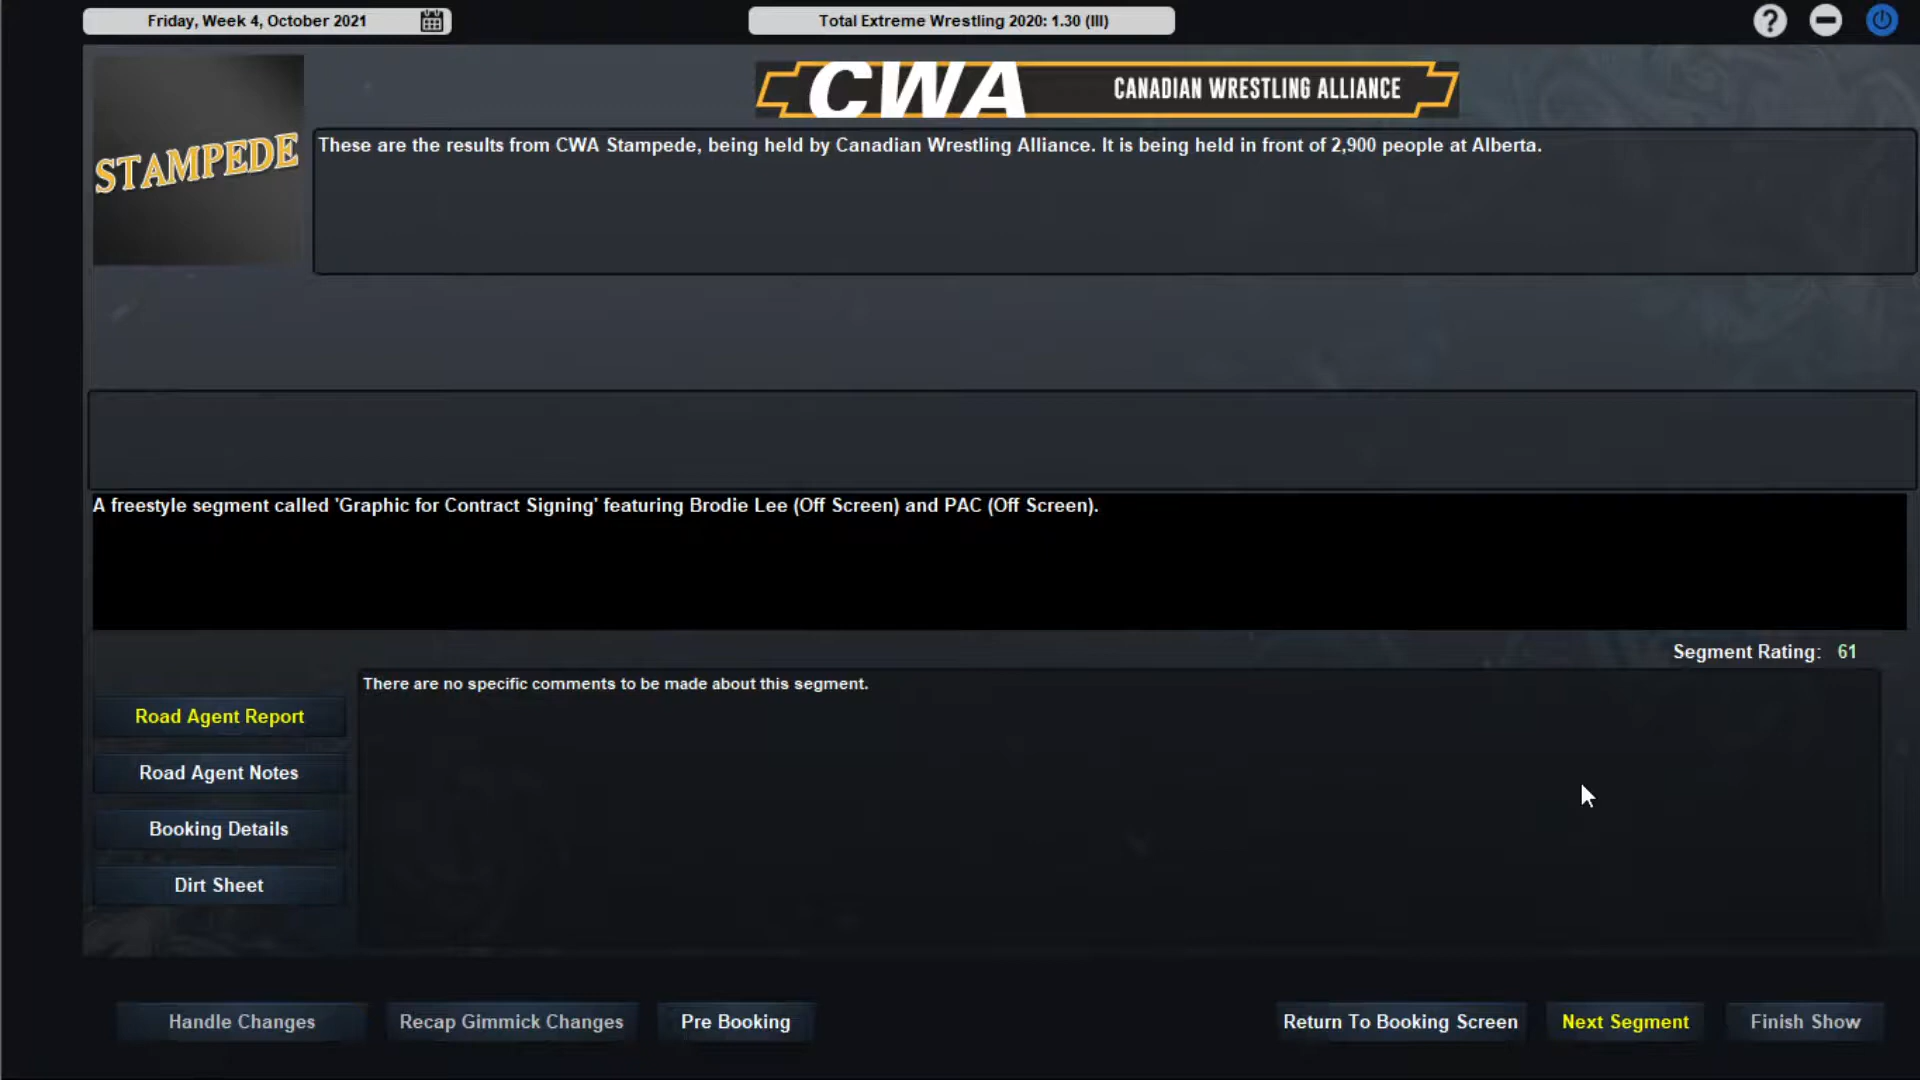 Friday, Week 4, October 2021
Total Extreme Wrestling 2020: 1.30 (III)
?
STAMPEDE
CWA
CANADIAN WRESTLING ALLIANCE
These are the results from CWA Stampede, being held by Canadian Wrestling Alliance. It is being held in front of 2,900 people at Alberta.
A freestyle segment called 'Graphic for Contract Signing' featuring Brodie Lee (Off Screen) and PAC (Off Screen).
Segment Rating: 61
There are no specific comments to be made about this segment.
Road Agent Report
Road Agent Notes
Booking Details
Dirt Sheet
Handle Changes
Recap Gimmick Changes
Pre Booking
Return To Booking Screen
Next Segment
Finish Show